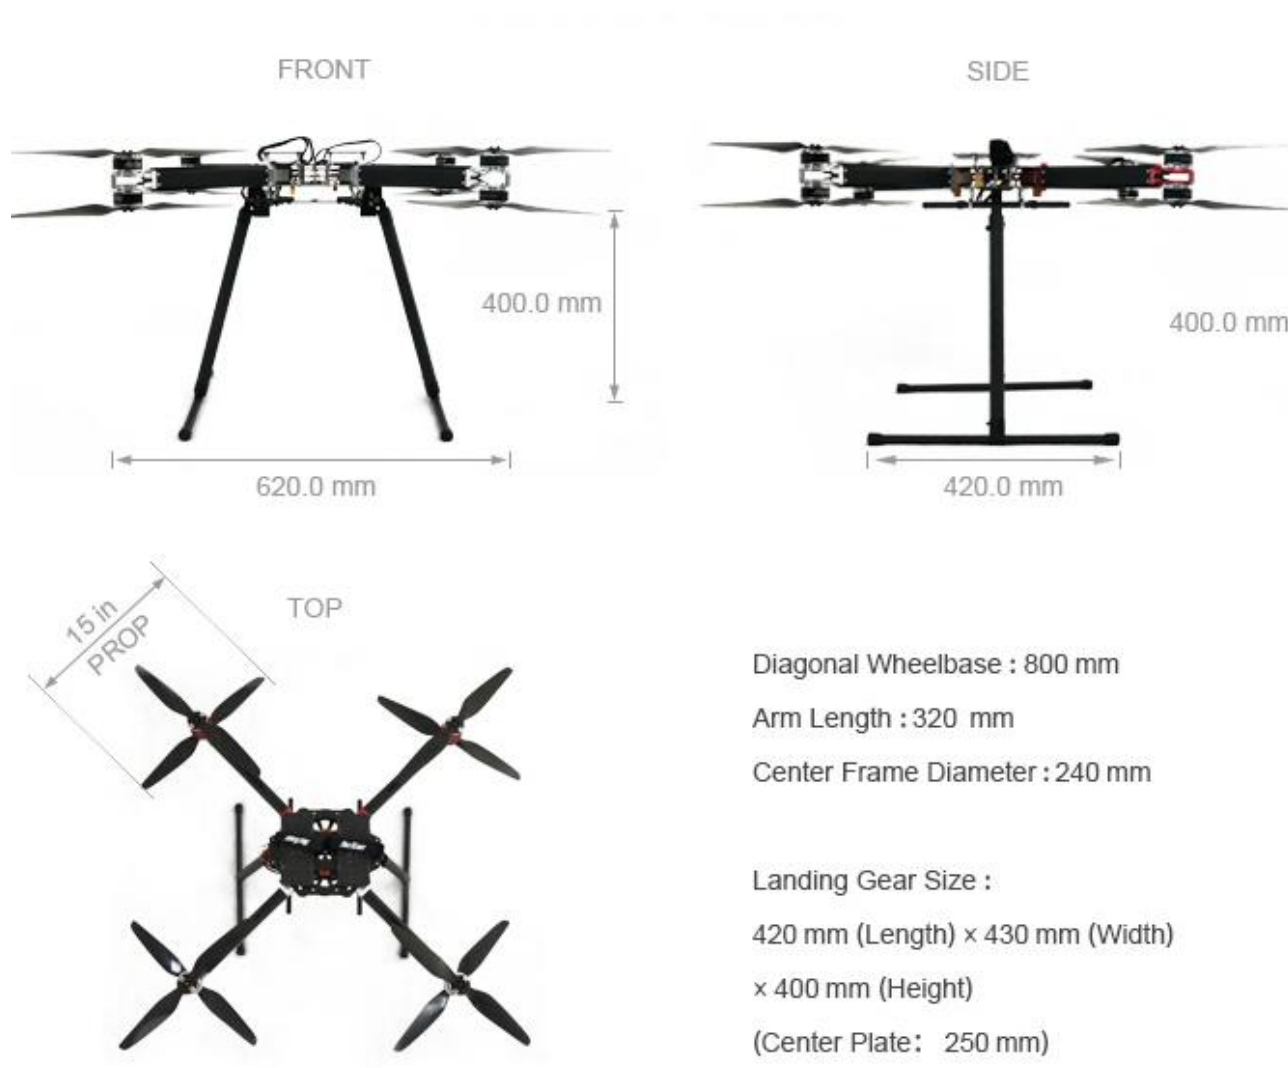 FRONT
SIDE
400.0 mm
400.0 mm
620.0 mm
420.0 mm
15 in
PROP
TOP
Diagonal Wheelbase : 800 mm
Arm Length : 320 mm
Center Frame Diameter : 240 mm
Landing Gear Size :
420 mm (Length) × 430 mm (Width)
× 400 mm (Height)
(Center Plate: 250 mm)